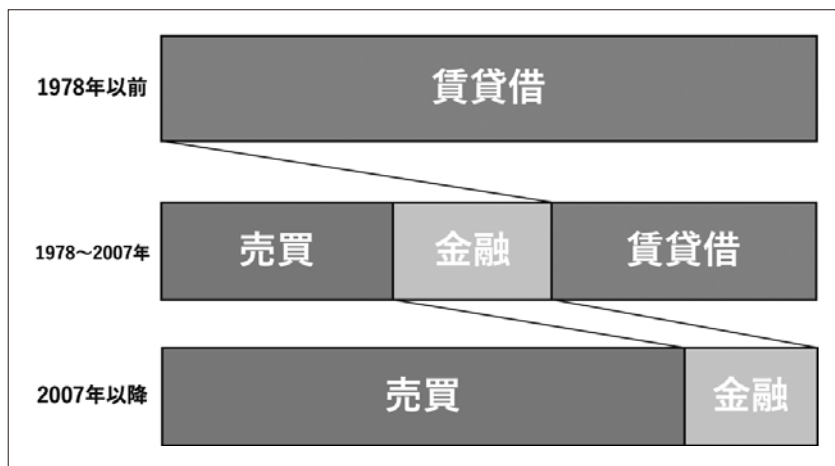 1978年以前
賃貸借
1978～2007年
売買
金融
賃貸借
2007年以降
売買
金融